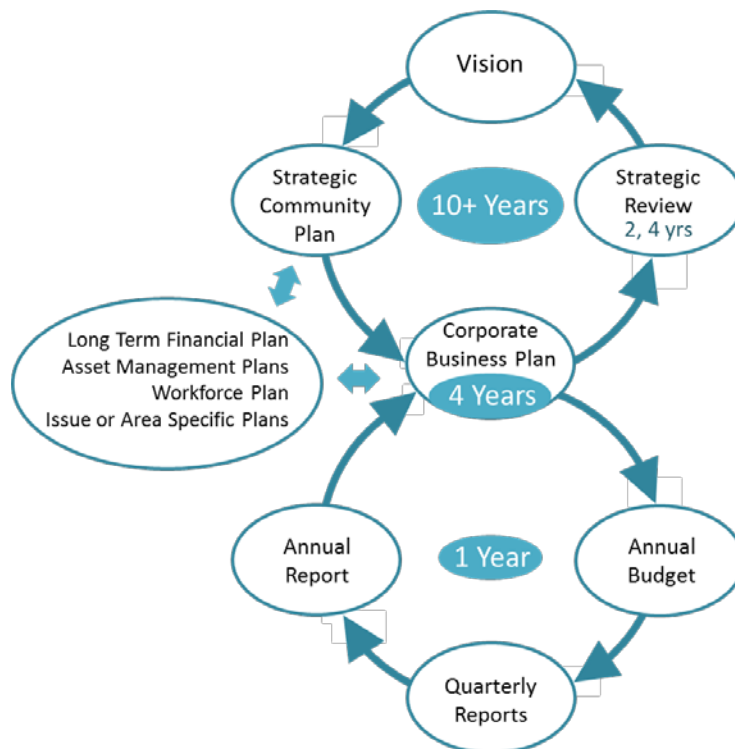 Vision
Strategic
Community
Plan
10+ Years
Strategic
Review
2, 4 yrs
Long Term Financial Plan
Asset Management Plans
Workforce Plan
Issue or Area Specific Plans
Corporate
Business Plan
4 Years
Annual
Report
1 Year
Annual
Budget
Quarterly
Reports